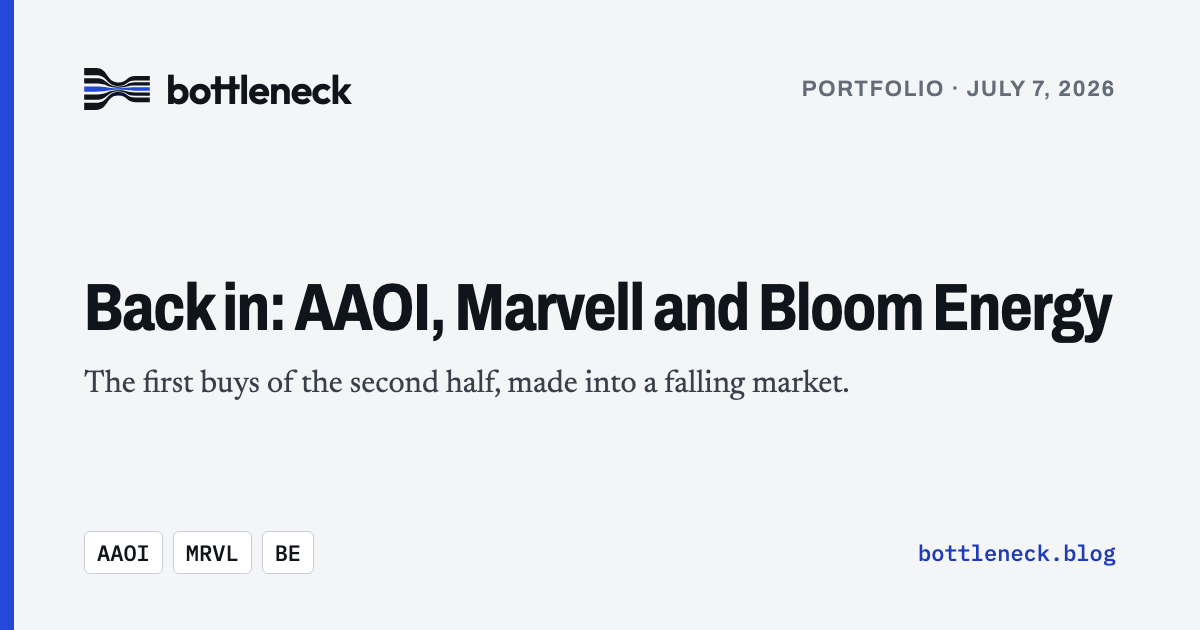 bottleneck
PORTFOLIO · JULY 7, 2026
Back in: AAOI, Marvell and Bloom Energy
The first buys of the second half, made into a falling market.
AAOI MRVL BE
bottleneck.blog